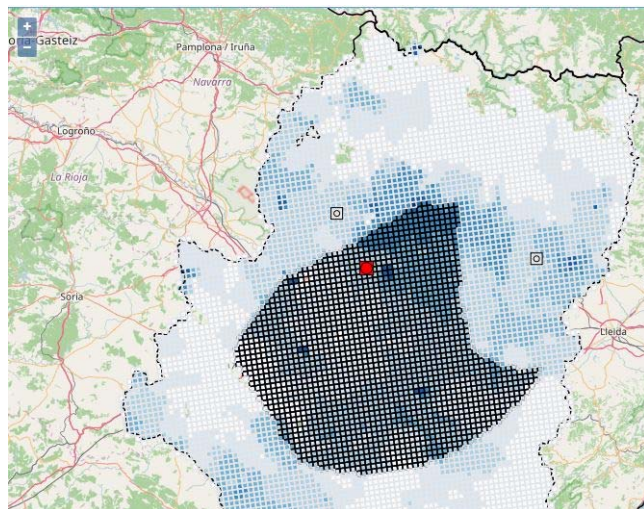 +
oria-Gasteiz
−
Pamplona / Iruña
Navarra
Logroño
La Rioja
Soria
Lleida